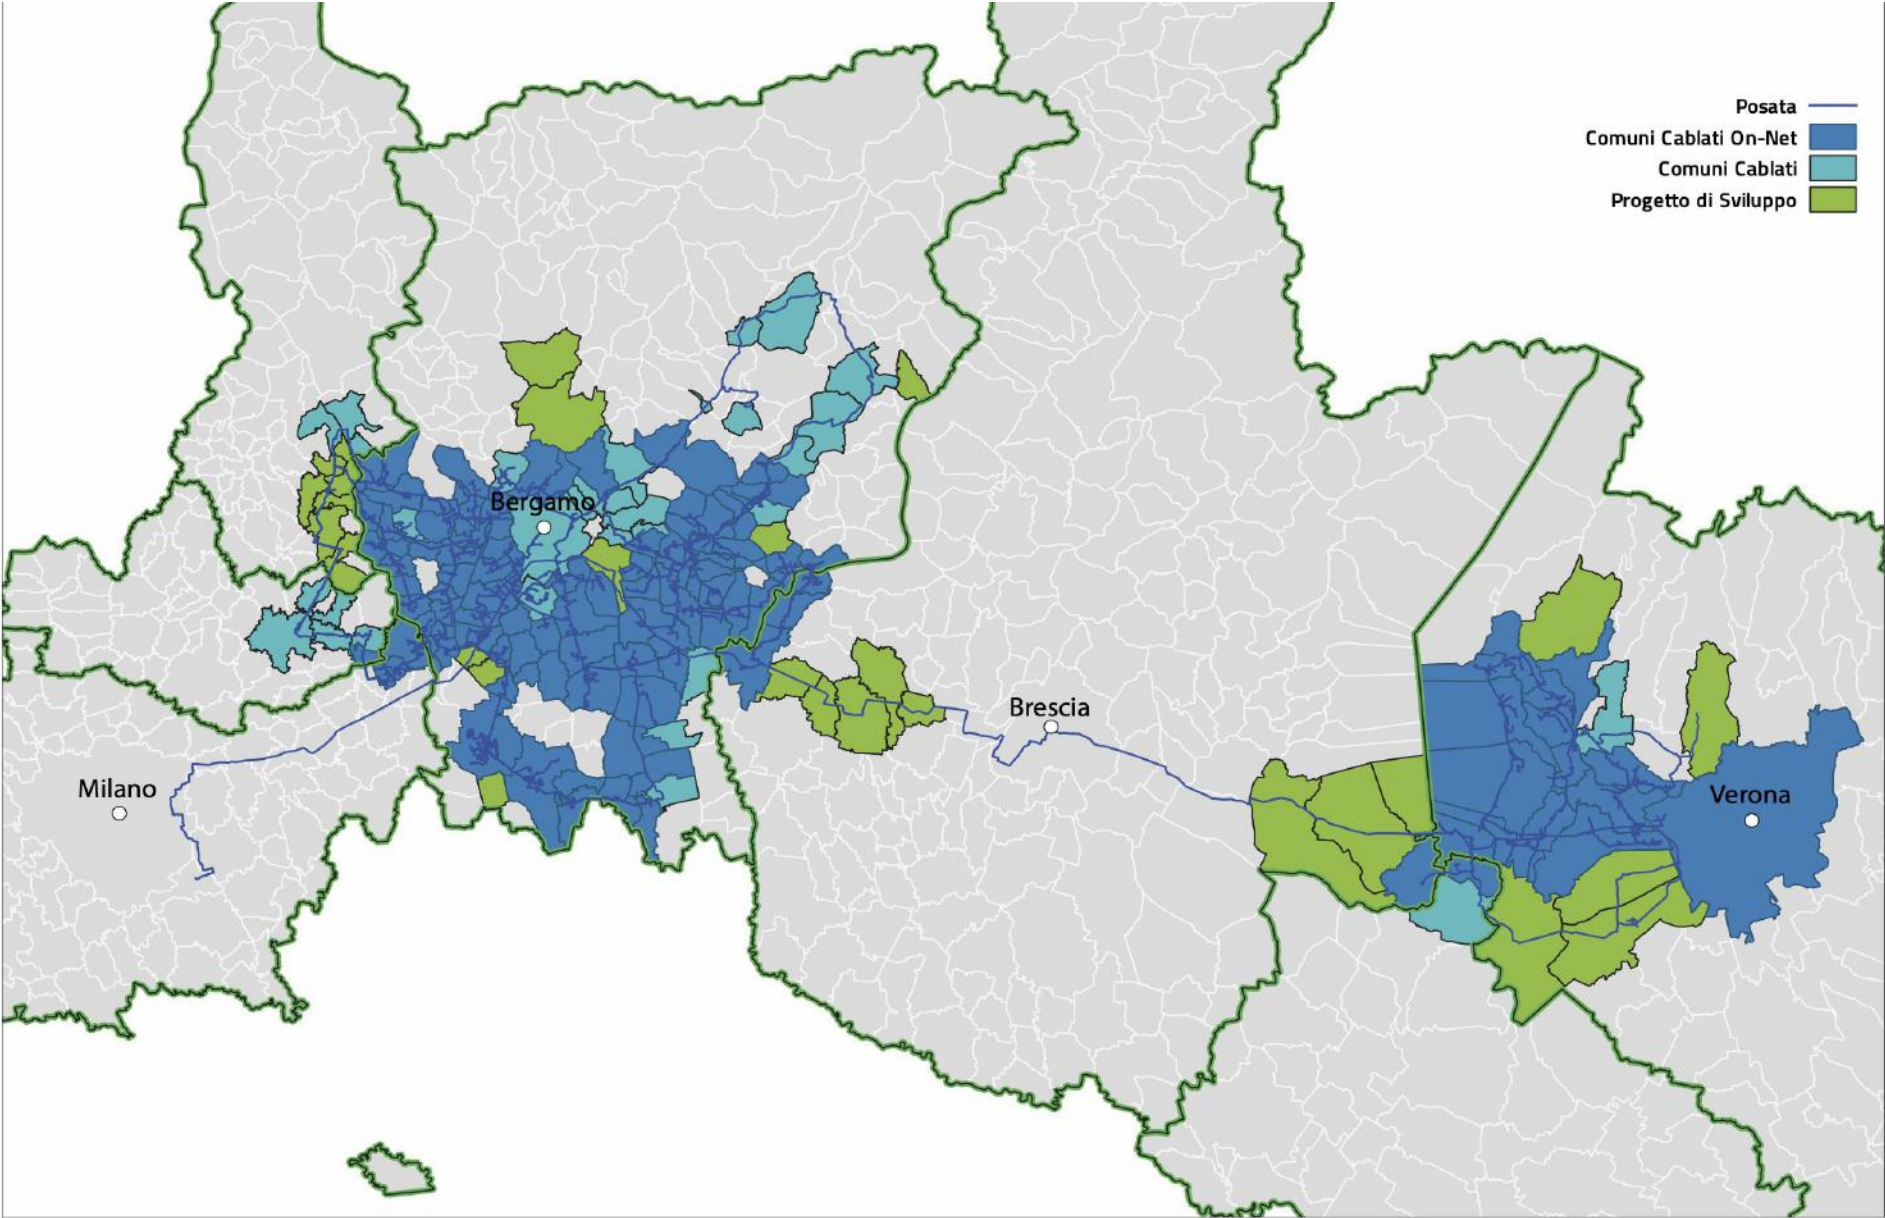 Posata
Comuni Cablati On-Net
Comuni Cablati
Progetto di Sviluppo
Bergamo
Brescia
Milano
Verona